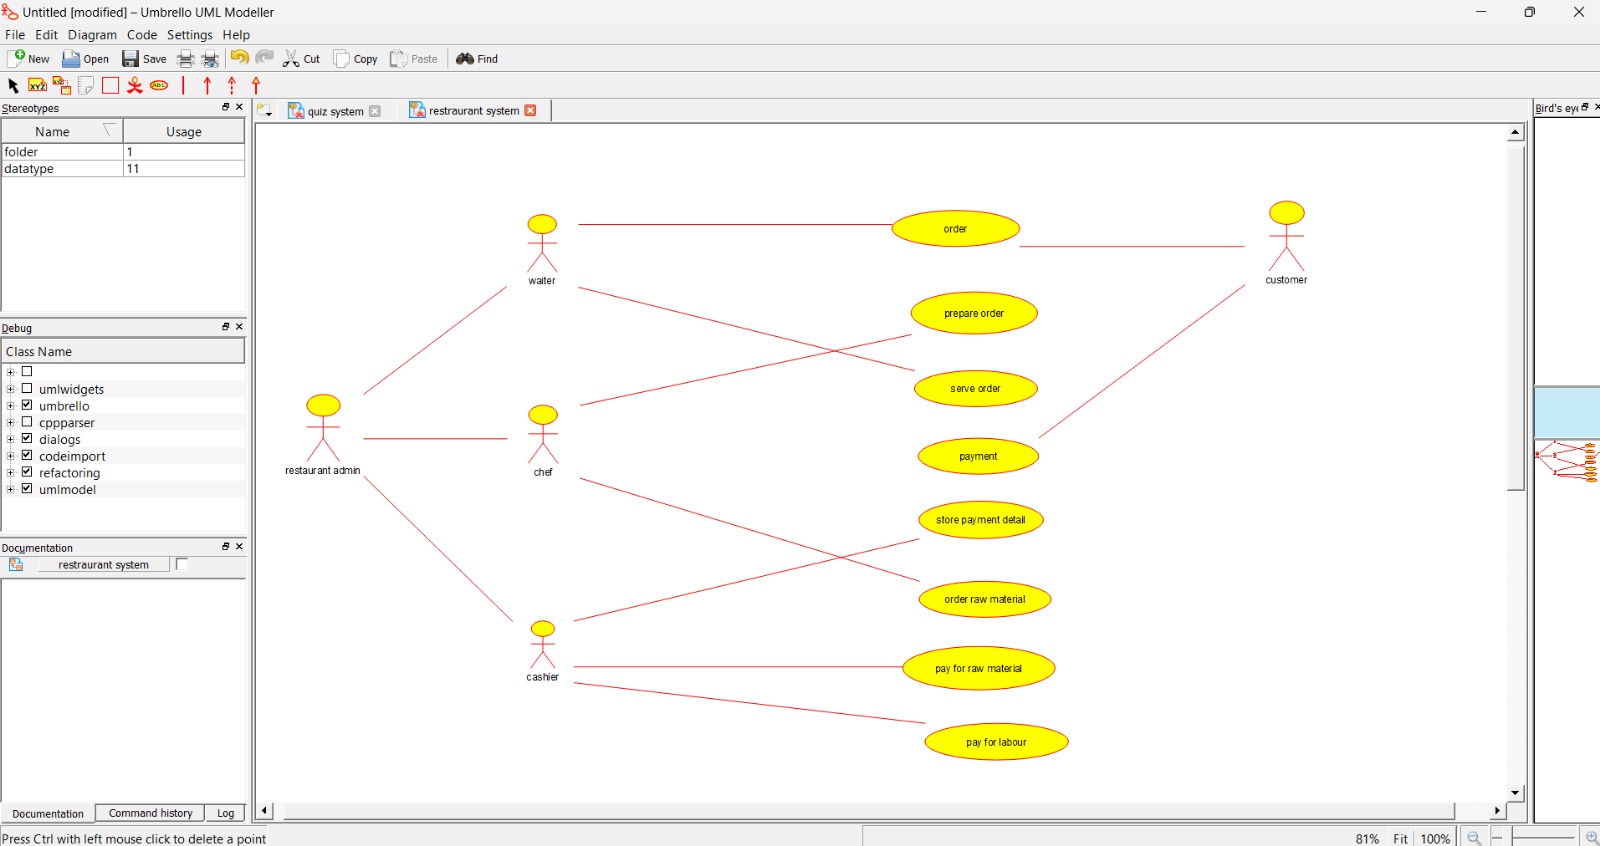 Untitled [modified] – Umbrello UML Modeller
File Edit Diagram Code Settings Help
New Open Save Cut Copy Paste Find
XYZ XYZ ABC
Stereotypes
Name Usage
folder 1
datatype 11
Debug
Class Name
umlwidgets
umbrello
cppparser
dialogs
codeimport
refactoring
umlmodel
Documentation
restraurant system
Documentation Command history Log
quiz system restraurant system
Bird's eye
waiter
order
customer
prepare order
serve order
restaurant admin
chef
payment
store payment detail
order raw material
cashier
pay for raw material
pay for labour
Press Ctrl with left mouse click to delete a point
81% Fit 100%